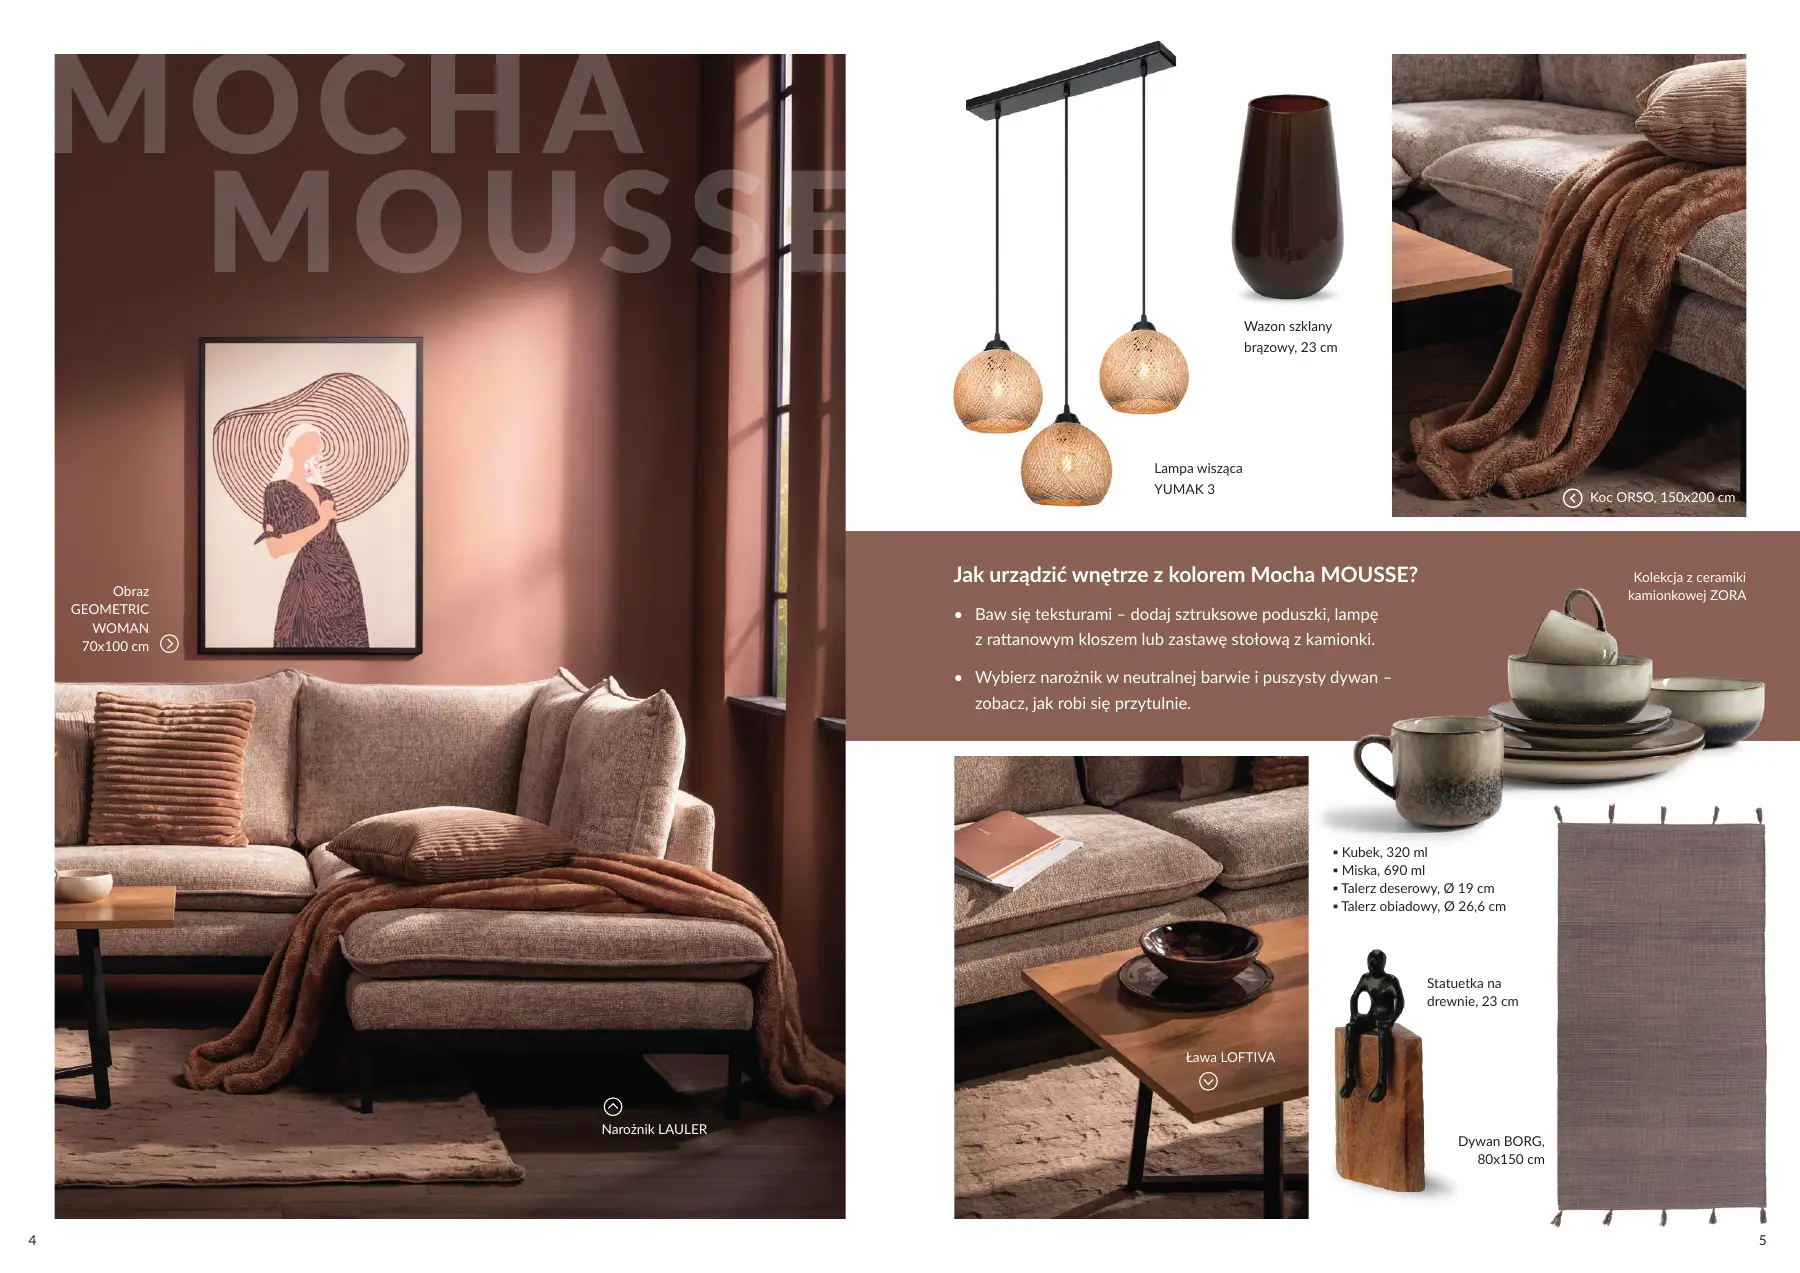 MOCHA
MOUSSE
Obraz
GEOMETRIC
WOMAN
70x100 cm
Narożnik LAULER
4
Wazon szklany
brązowy, 23 cm
Lampa wisząca
YUMAK 3
Koc ORSO, 150x200 cm
Jak urządzić wnętrze z kolorem Mocha MOUSSE?
• Baw się teksturami – dodaj sztruksowe poduszki, lampę
z rattanowym kloszem lub zastawę stołową z kamionki.
• Wybierz narożnik w neutralnej barwie i puszysty dywan –
zobacz, jak robi się przytulnie.
Kolekcja z ceramiki
kamionkowej ZORA
▪ Kubek, 320 ml
▪ Miska, 690 ml
▪ Talerz deserowy, Ø 19 cm
▪ Talerz obiadowy, Ø 26,6 cm
Statuetka na
drewnie, 23 cm
Ława LOFTIVA
Dywan BORG,
80x150 cm
5